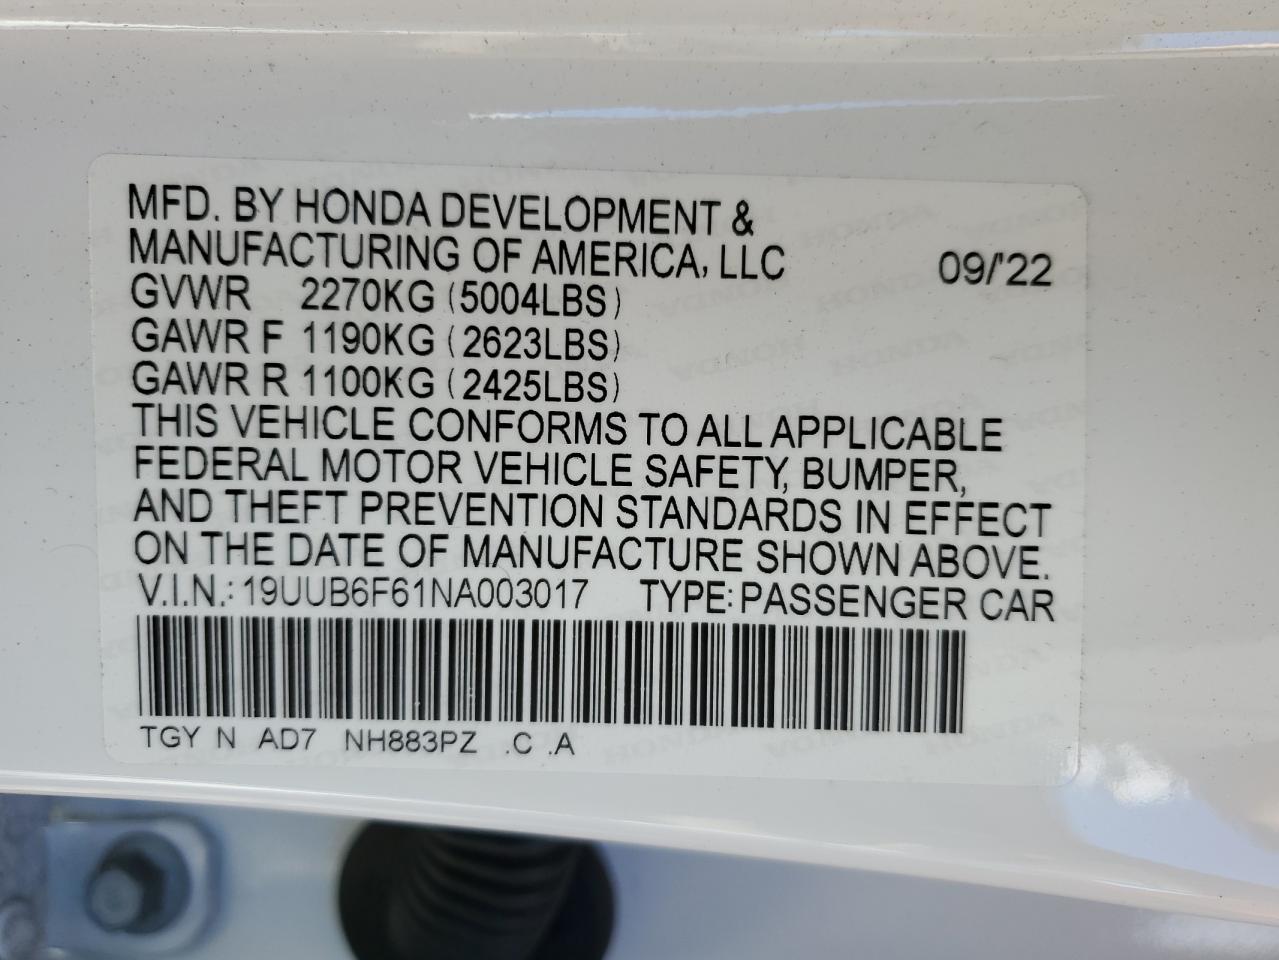 MFD. BY HONDA DEVELOPMENT &
MANUFACTURING OF AMERICA, LLC 09/'22
GVWR 2270KG (5004LBS)
GAWR F 1190KG (2623LBS)
GAWR R 1100KG (2425LBS)
THIS VEHICLE CONFORMS TO ALL APPLICABLE
FEDERAL MOTOR VEHICLE SAFETY, BUMPER,
AND THEFT PREVENTION STANDARDS IN EFFECT
ON THE DATE OF MANUFACTURE SHOWN ABOVE.
V.I.N.: 19UUB6F61NA003017 TYPE: PASSENGER CAR
TGY N AD7 NH883PZ .C .A